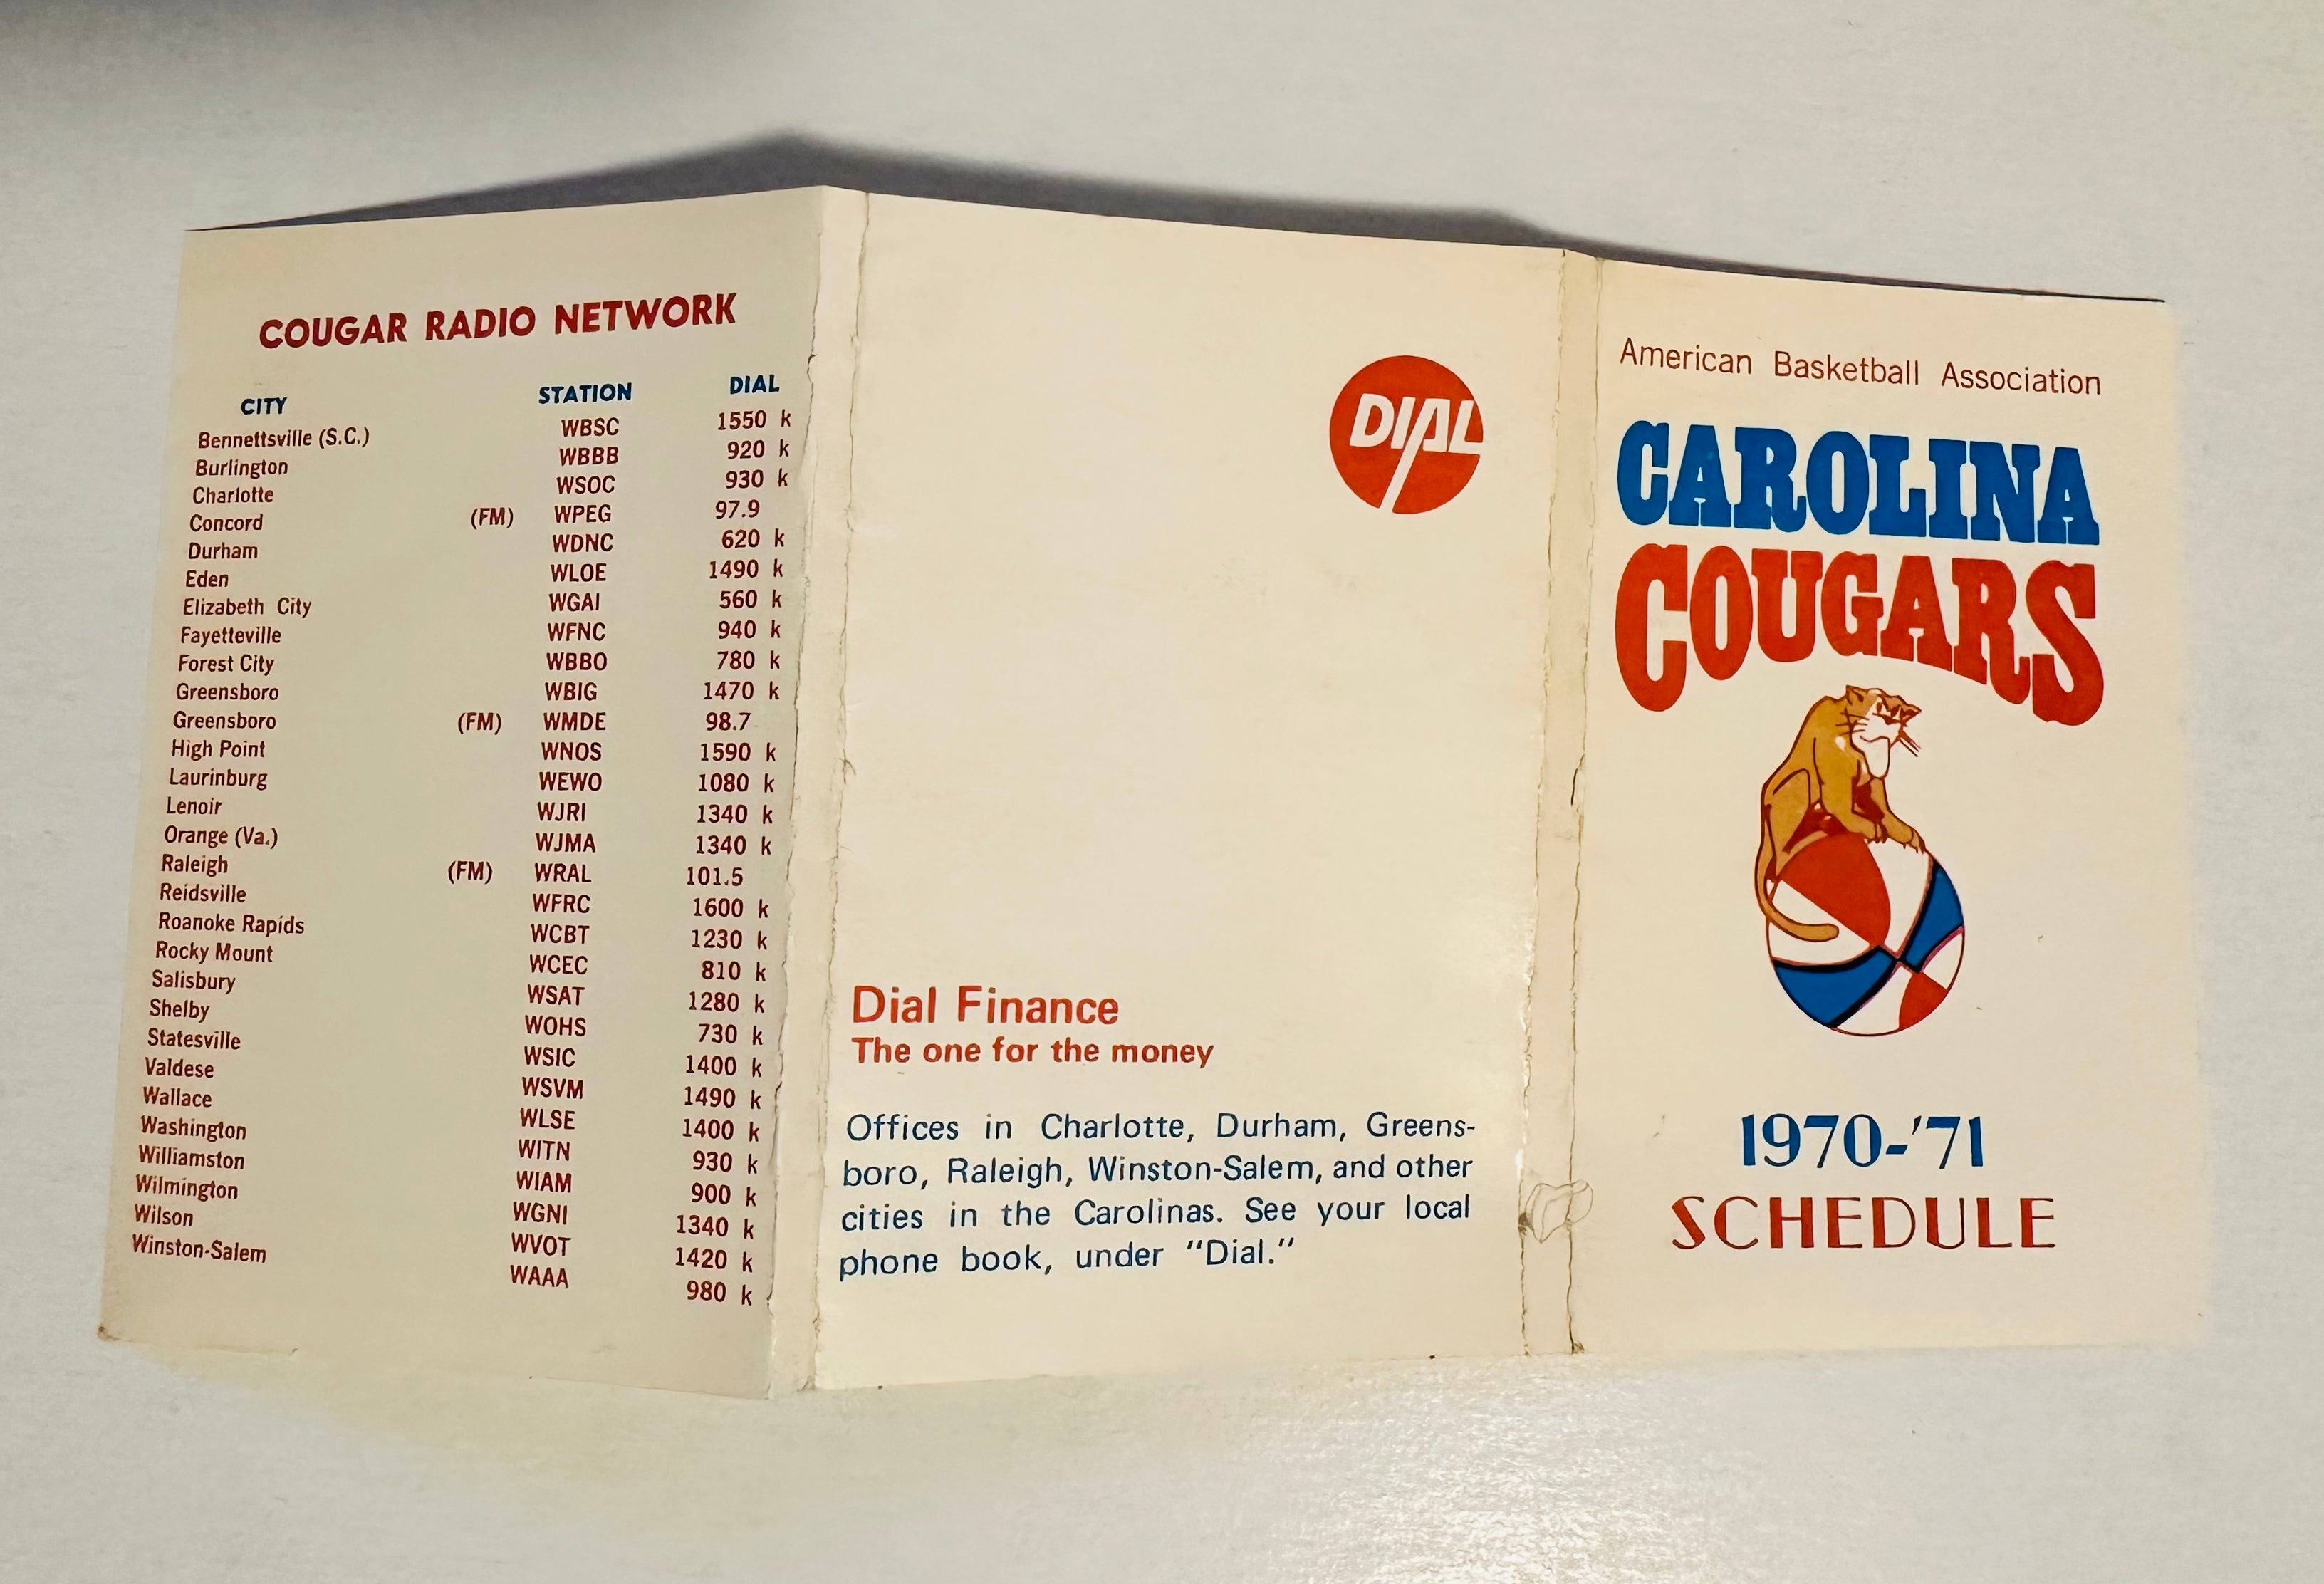 COUGAR RADIO NETWORK
CITY STATION DIAL
Bennettsville (S.C.) WBSC 1550 k
Burlington WBBB 920 k
Charlotte WSOC 930 k
Concord (FM) WPEG 97.9
Durham WDNC 620 k
Eden WLOE 1490 k
Elizabeth City WGAI 560 k
Fayetteville WFNC 940 k
Forest City WBBO 780 k
Greensboro WBIG 1470 k
Greensboro (FM) WMDE 98.7
High Point WNOS 1590 k
Laurinburg WEWO 1080 k
Lenoir WJRI 1340 k
Orange (Va.) WJMA 1340 k
Raleigh (FM) WRAL 101.5
Reidsville WFRC 1600 k
Roanoke Rapids WCBT 1230 k
Rocky Mount WCEC 810 k
Salisbury WSAT 1280 k
Shelby WOHS 730 k
Statesville WSIC 1400 k
Valdese WSVM 1490 k
Wallace WLSE 1400 k
Washington WITN 930 k
Williamston WIAM 900 k
Wilmington WGNI 1340 k
Wilson WVOT 1420 k
Winston-Salem WAAA 980 k
DIAL
Dial Finance
The one for the money
Offices in Charlotte, Durham, Greens-
boro, Raleigh, Winston-Salem, and other
cities in the Carolinas. See your local
phone book, under "Dial."
American Basketball Association
CAROLINA
COUGARS
1970-'71
SCHEDULE